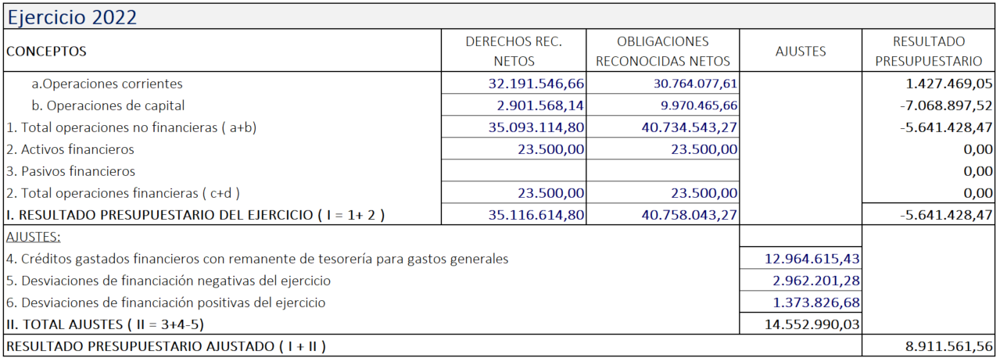 Ejercicio 2022
CONCEPTOS DERECHOS REC. NETOS OBLIGACIONES RECONOCIDAS NETOS AJUSTES RESULTADO PRESUPUESTARIO
a.Operaciones corrientes 32.191.546,66 30.764.077,61 1.427.469,05
b. Operaciones de capital 2.901.568,14 9.970.465,66 -7.068.897,52
1. Total operaciones no financieras ( a+b) 35.093.114,80 40.734.543,27 -5.641.428,47
2. Activos financieros 23.500,00 23.500,00 0,00
3. Pasivos financieros 0,00
2. Total operaciones financieras ( c+d ) 23.500,00 23.500,00 0,00
I. RESULTADO PRESUPUESTARIO DEL EJERCICIO ( I = 1+ 2 ) 35.116.614,80 40.758.043,27 -5.641.428,47
AJUSTES:
4. Créditos gastados financieros con remanente de tesorería para gastos generales 12.964.615,43
5. Desviaciones de financiación negativas del ejercicio 2.962.201,28
6. Desviaciones de financiación positivas del ejercicio 1.373.826,68
II. TOTAL AJUSTES ( II = 3+4-5) 14.552.990,03
RESULTADO PRESUPUESTARIO AJUSTADO ( I + II ) 8.911.561,56